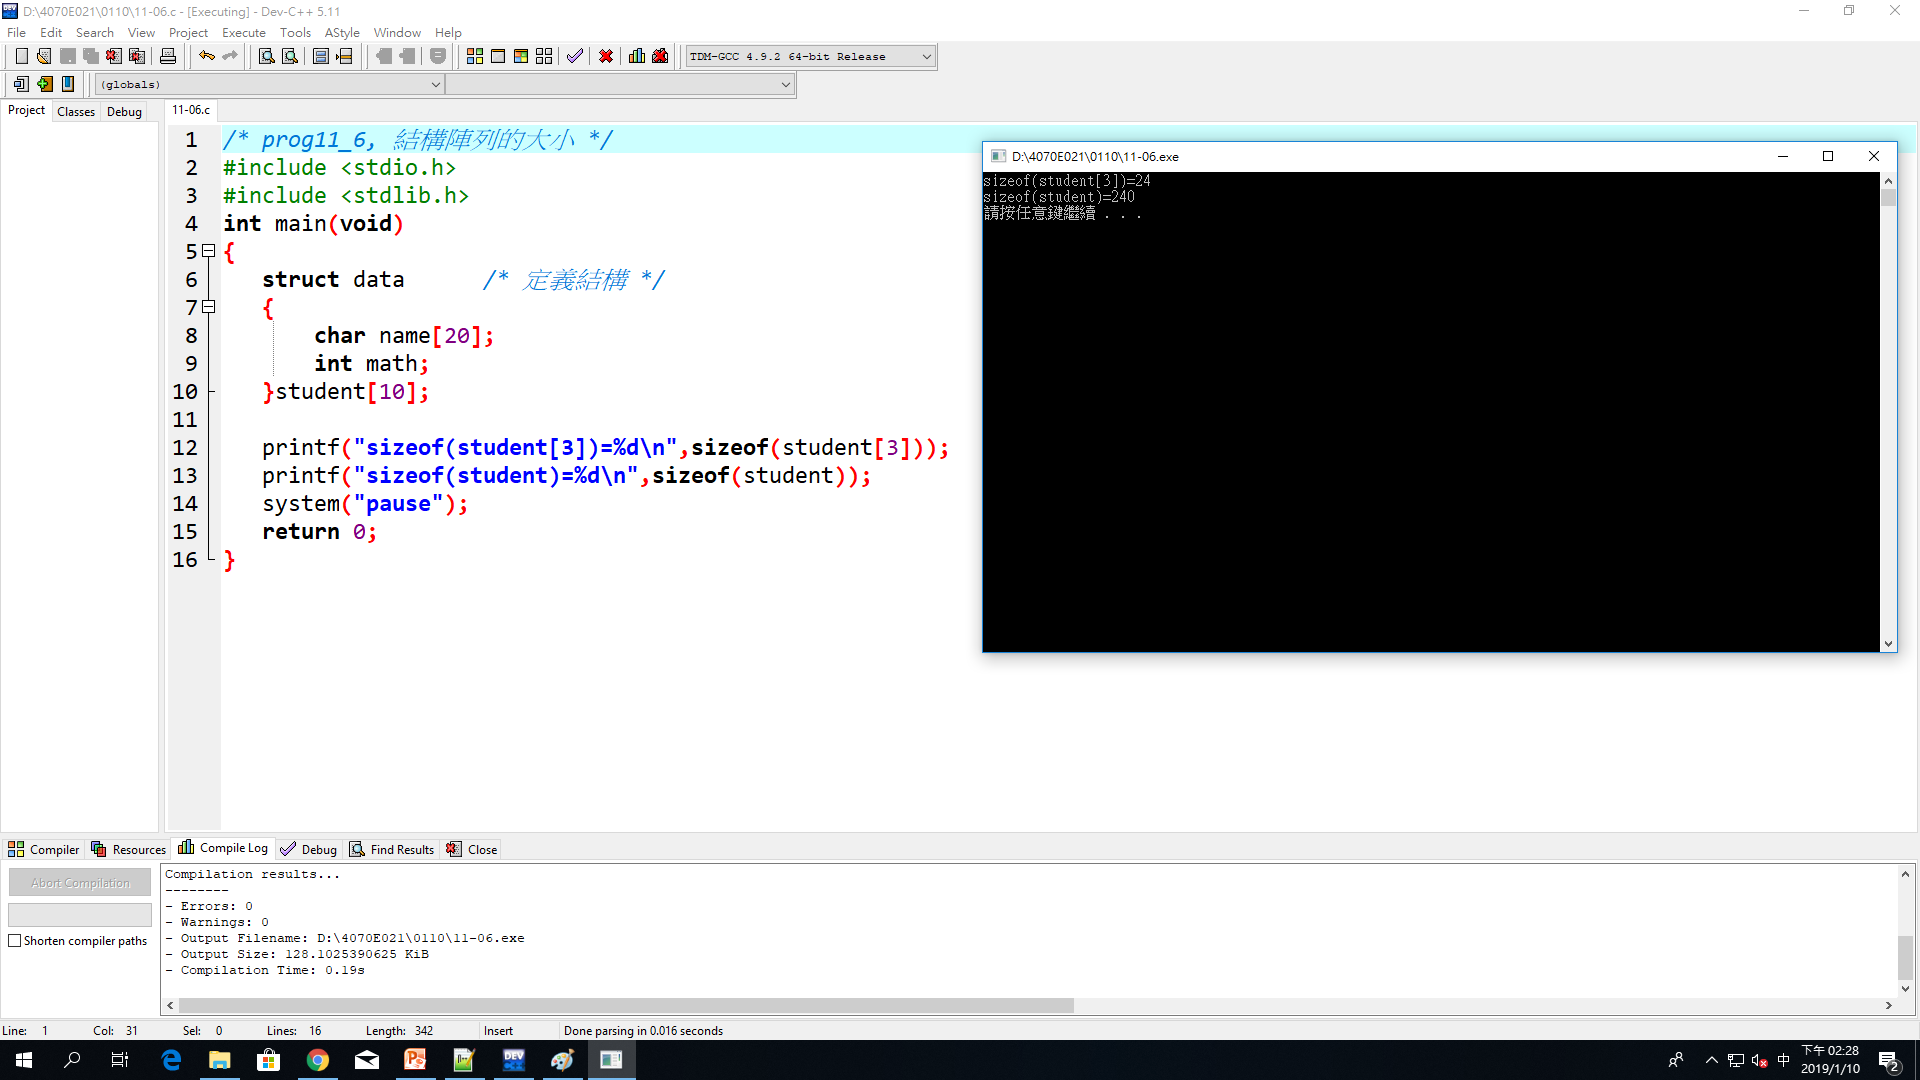 D:\4070E021\0110\11-06.c - [Executing] - Dev-C++ 5.11
File Edit Search View Project Execute Tools AStyle Window Help
TDM-GCC 4.9.2 64-bit Release
(globals)
Project Classes Debug
11-06.c
1 /* prog11_6, 結構陣列的大小 */
2 #include <stdio.h>
3 #include <stdlib.h>
4 int main(void)
5 {
6 struct data /* 定義結構 */
7 {
8 char name[20];
9 int math;
10 }student[10];
11
12 printf("sizeof(student[3])=%d\n",sizeof(student[3]));
13 printf("sizeof(student)=%d\n",sizeof(student));
14 system("pause");
15 return 0;
16 }
D:\4070E021\0110\11-06.exe
sizeof(student[3])=24
sizeof(student)=240
請按任意鍵繼續 . . .
Compiler Resources Compile Log Debug Find Results Close
Abort Compilation
Shorten compiler paths
Compilation results...
--------
- Errors: 0
- Warnings: 0
- Output Filename: D:\4070E021\0110\11-06.exe
- Output Size: 128.1025390625 KiB
- Compilation Time: 0.19s
Line: 1 Col: 31 Sel: 0 Lines: 16 Length: 342 Insert Done parsing in 0.016 seconds
DEV
中
下午 02:28
2019/1/10
2